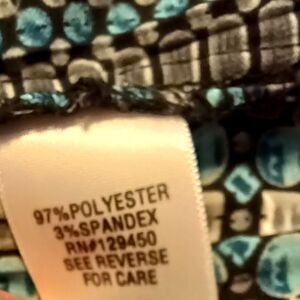 97%POLYESTER
3%SPANDEX
RN#129450
SEE REVERSE
FOR CARE